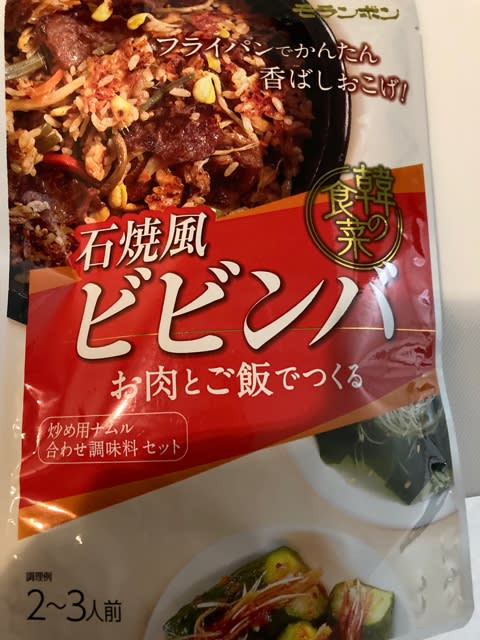 モランボン
フライパンでかんたん
香ばしおこげ!
韓の食菜
石焼風
ビビンバ
お肉とご飯でつくる
炒め用ナムル
合わせ調味料 セット
調理例
2〜3人前